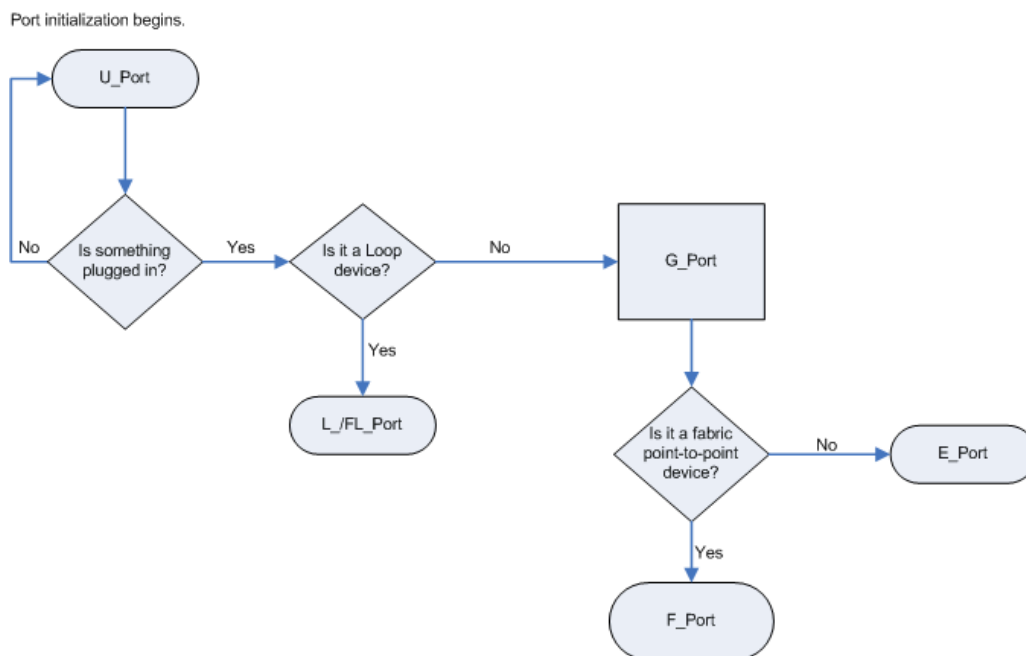 Port initialization begins.
U_Port
No
Is something
plugged in?
Yes
Is it a Loop
device?
No
G_Port
Yes
L_/FL_Port
Is it a fabric
point-to-point
device?
No
E_Port
Yes
F_Port